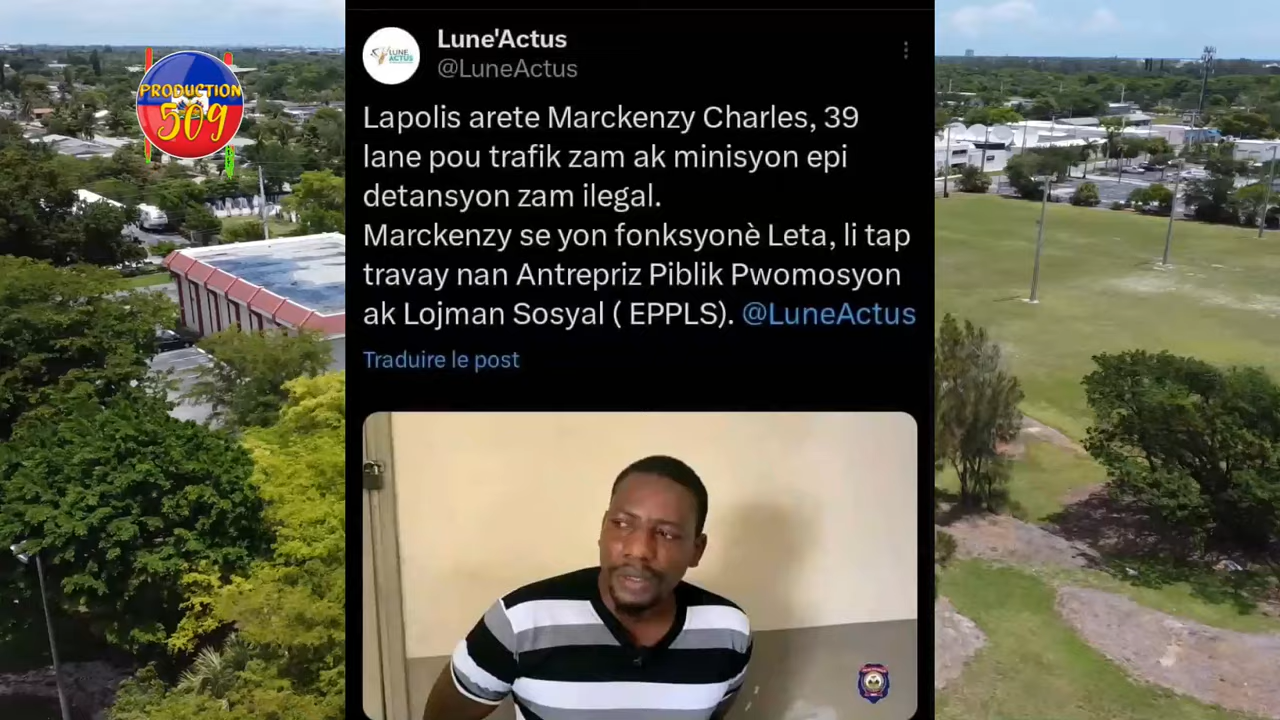 PRODUCTION
509
LUNE
ACTUS
Lune'Actus
@LuneActus
Lapolis arete Marckenzy Charles, 39
lane pou trafik zam ak minisyon epi
detansyon zam ilegal.
Marckenzy se yon fonksyonè Leta, li tap
travay nan Antrepriz Piblik Pwomosyon
ak Lojman Sosyal ( EPPLS). @LuneActus
Traduire le post